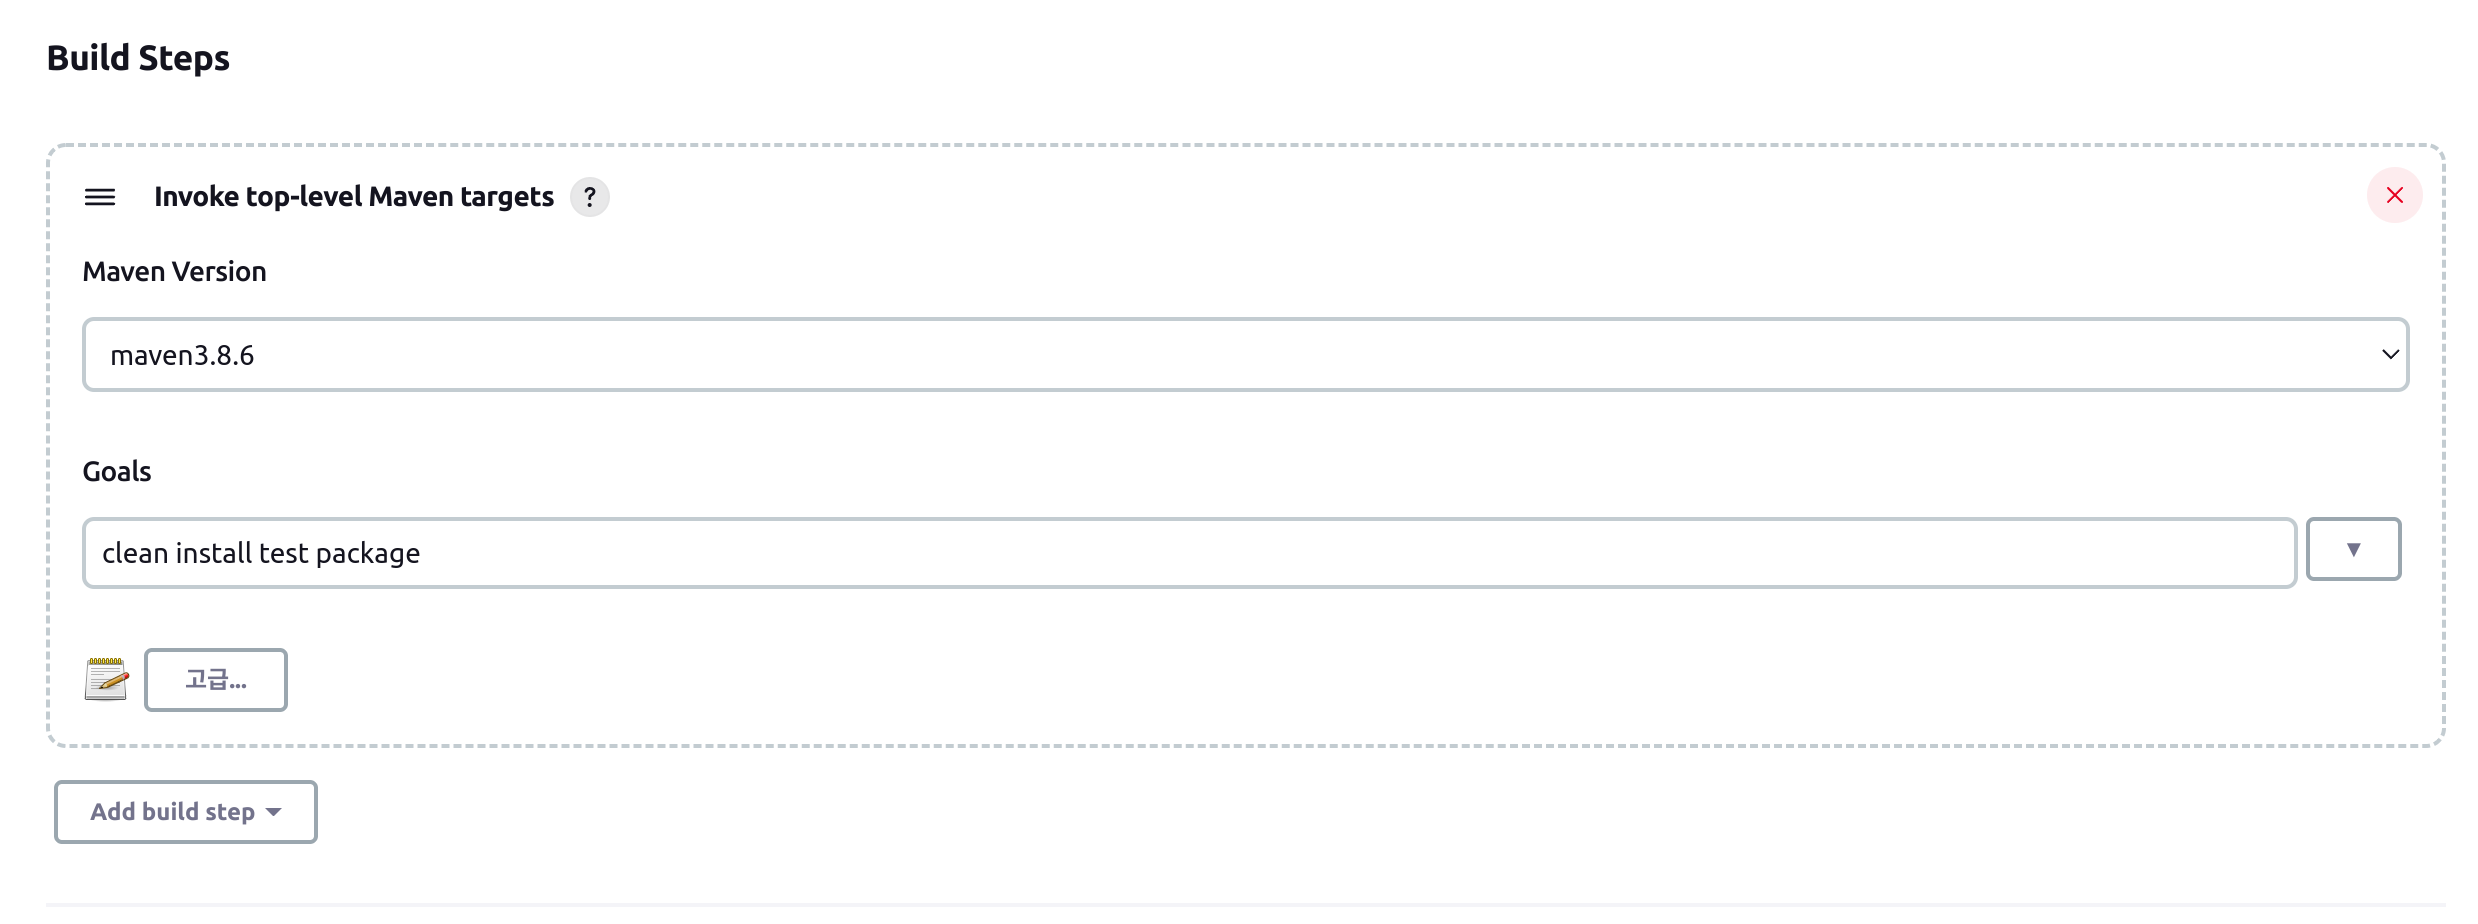 Build Steps
Invoke top-level Maven targets ?
Maven Version
maven3.8.6
Goals
clean install test package
고급...
Add build step